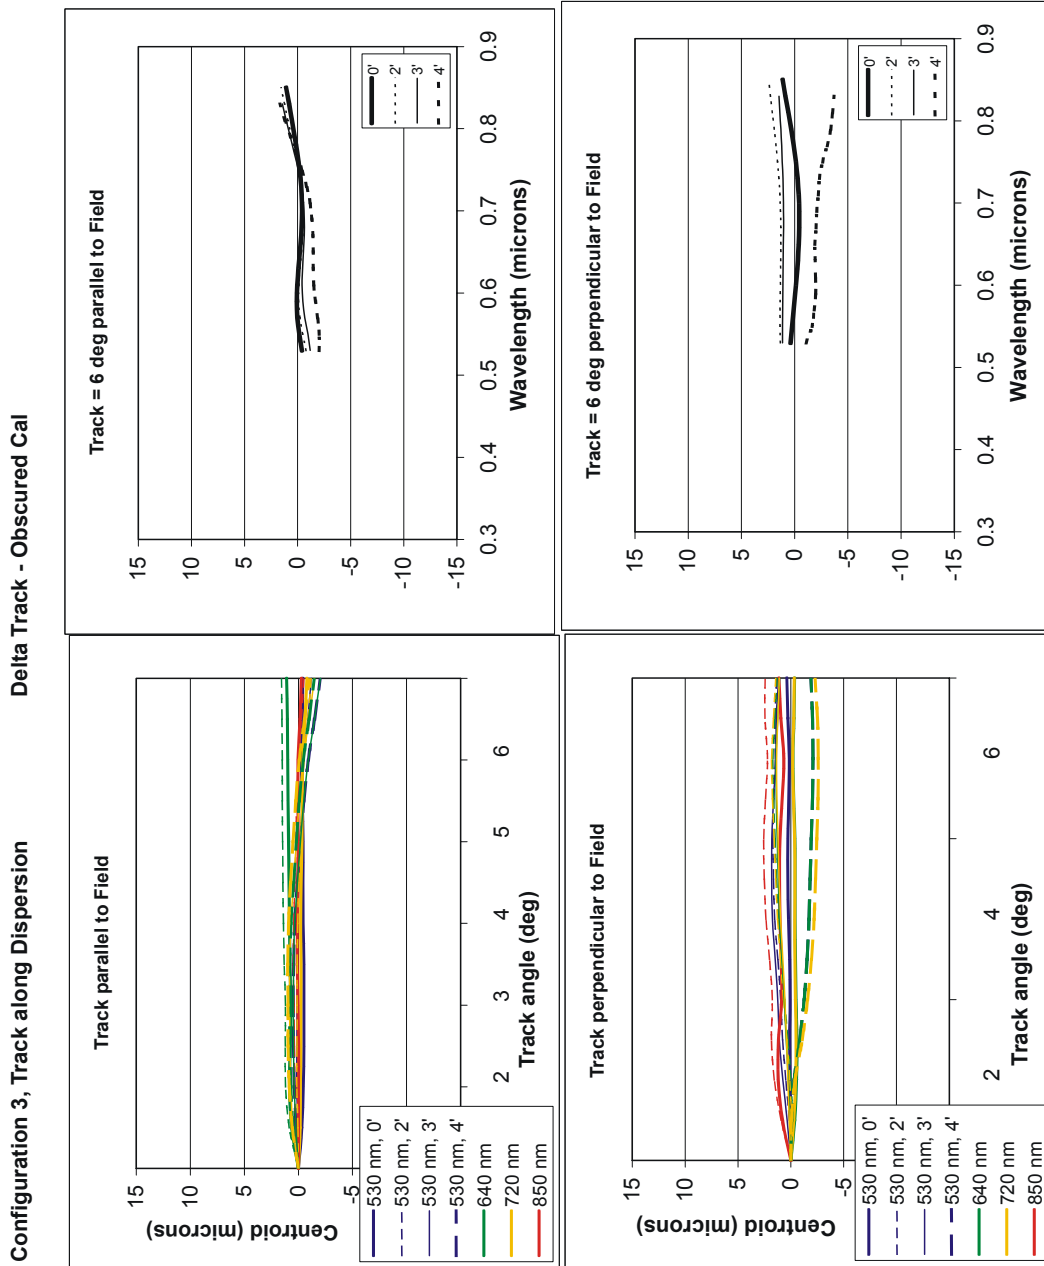 Configuration 3, Track along Dispersion
Delta Track - Obscured Cal
Track parallel to Field
15
10
5
0
-5
2
3
4
5
6
Centroid (microns)
Track angle (deg)
530 nm, 0'
530 nm, 2'
530 nm, 3'
530 nm, 4'
640 nm
720 nm
850 nm
Track = 6 deg parallel to Field
15
10
5
0
-5
-10
-15
0.3
0.4
0.5
0.6
0.7
0.8
0.9
Wavelength (microns)
0'
2'
3'
4'
Track perpendicular to Field
15
10
5
0
-5
2
4
6
Centroid (microns)
Track angle (deg)
530 nm, 0'
530 nm, 2'
530 nm, 3'
530 nm, 4'
640 nm
720 nm
850 nm
Track = 6 deg perpendicular to Field
15
10
5
0
-5
-10
-15
0.3
0.4
0.5
0.6
0.7
0.8
0.9
Wavelength (microns)
0'
2'
3'
4'